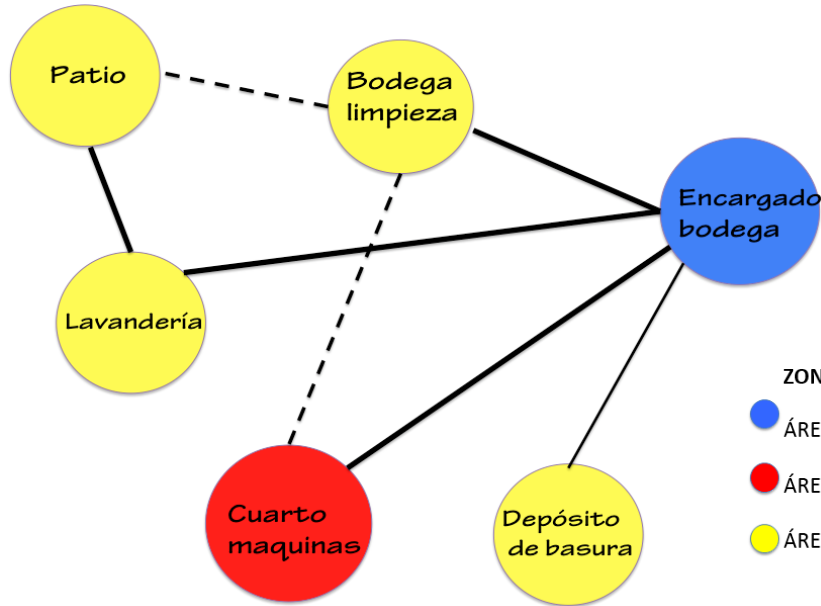 Patio
Bodega
limpieza
Encargado
bodega
Lavandería
Cuarto
maquinas
Depósito
de basura
ZON
ÁRE
ÁRE
ÁRE